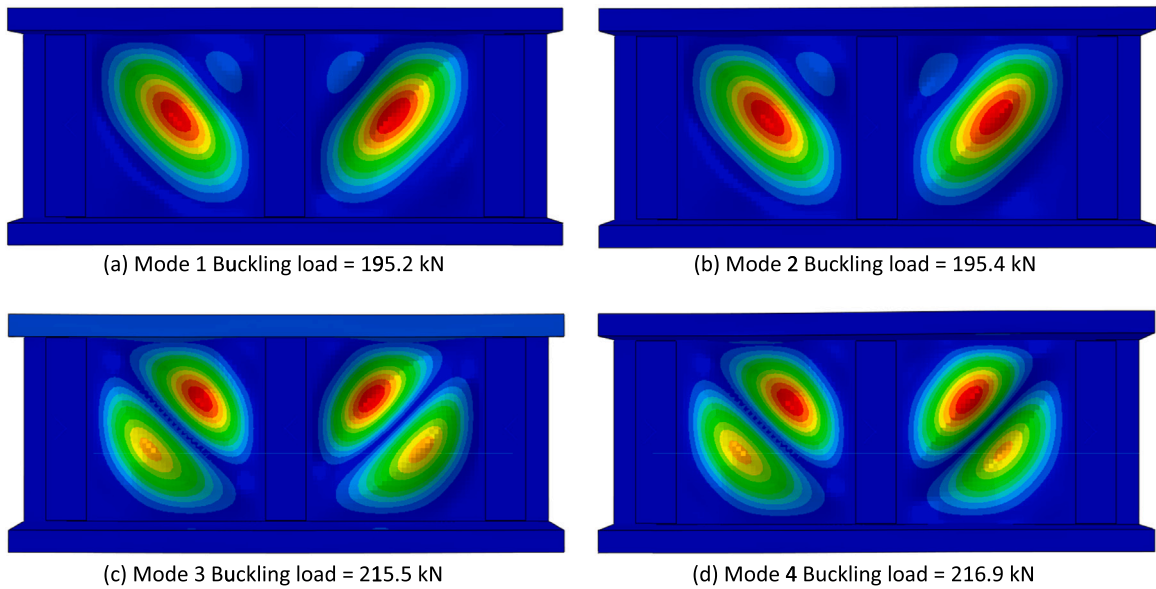 (a) Mode 1 Buckling load = 195.2 kN
(b) Mode 2 Buckling load = 195.4 kN
(c) Mode 3 Buckling load = 215.5 kN
(d) Mode 4 Buckling load = 216.9 kN